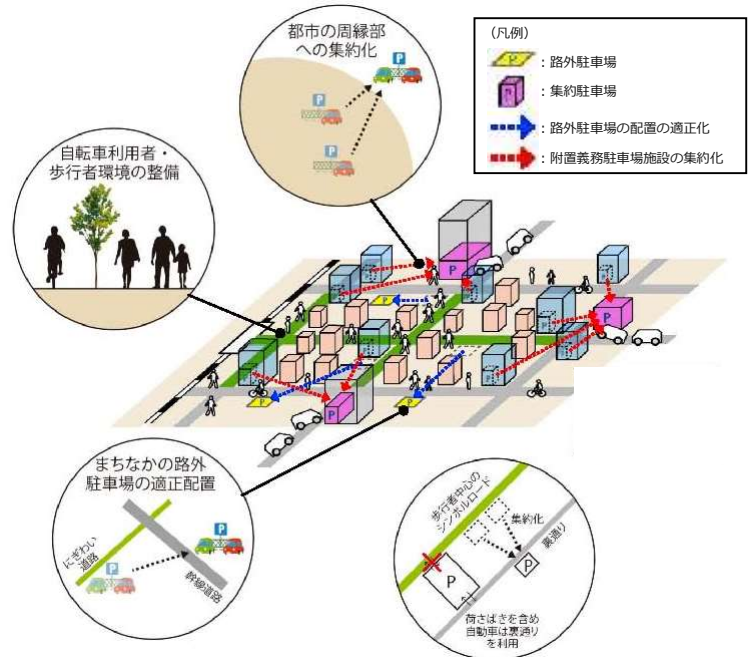 都市の周縁部
への集約化
P
P
P
(凡例)
P
:路外駐車場
P
:集約駐車場
:路外駐車場の配置の適正化
:附置義務駐車場施設の集約化
自転車利用者・
歩行者環境の整備
P
P
P
P
P
P
まちなかの路外
駐車場の適正配置
にぎわい
道路
幹線道路
P
P
歩行者中心の
シンボルロード
集約化
裏通り
P
P
荷さばきを含め
自動車は裏通り
を利用